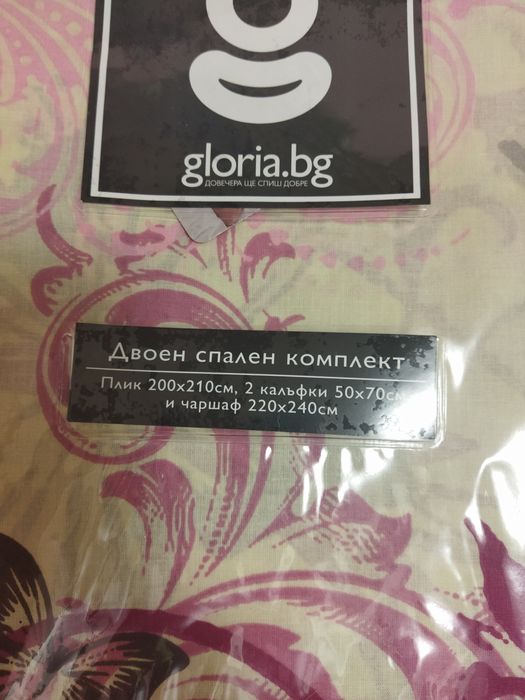 gloria.bg
ДОВЕЧЕРА ЩЕ СПИШ ДОБРЕ
Двоен спален комплект
Плик 200х210см, 2 калъфки 50х70см
и чаршаф 220х240см